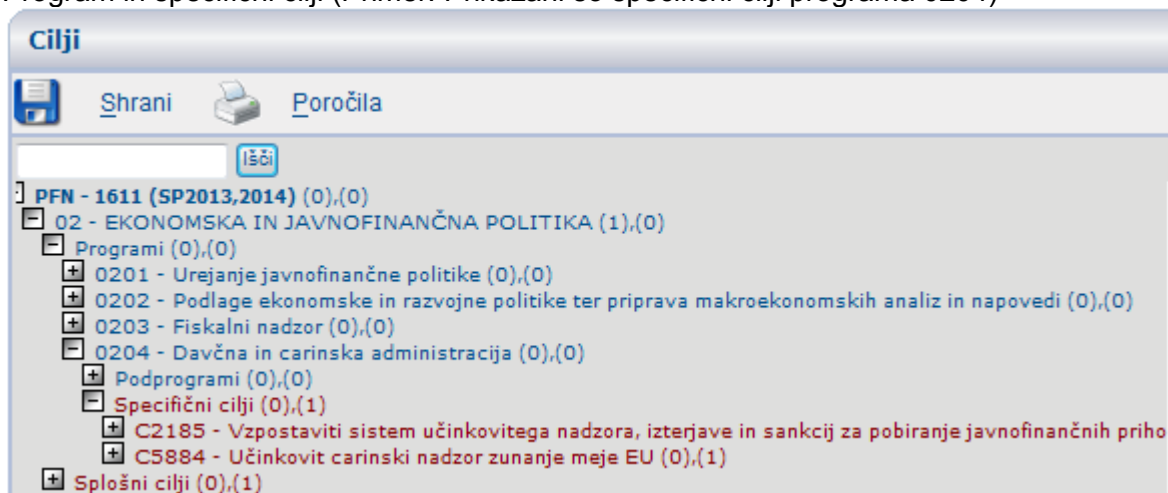 Program in specifični cilji (Primer: Prikazani so specifični cilji programa 0204)
Cilji
Shrani Poročila
Išči
PFN - 1611 (SP2013,2014) (0),(0)
02 - EKONOMSKA IN JAVNOFINANČNA POLITIKA (1),(0)
Programi (0),(0)
0201 - Urejanje javnofinančne politike (0),(0)
0202 - Podlage ekonomske in razvojne politike ter priprava makroekonomskih analiz in napovedi (0),(0)
0203 - Fiskalni nadzor (0),(0)
0204 - Davčna in carinska administracija (0),(0)
Podprogrami (0),(0)
Specifični cilji (0),(1)
C2185 - Vzpostaviti sistem učinkovitega nadzora, izterjave in sankcij za pobiranje javnofinančnih priho
C5884 - Učinkovit carinski nadzor zunanje meje EU (0),(1)
Splošni cilji (0),(1)